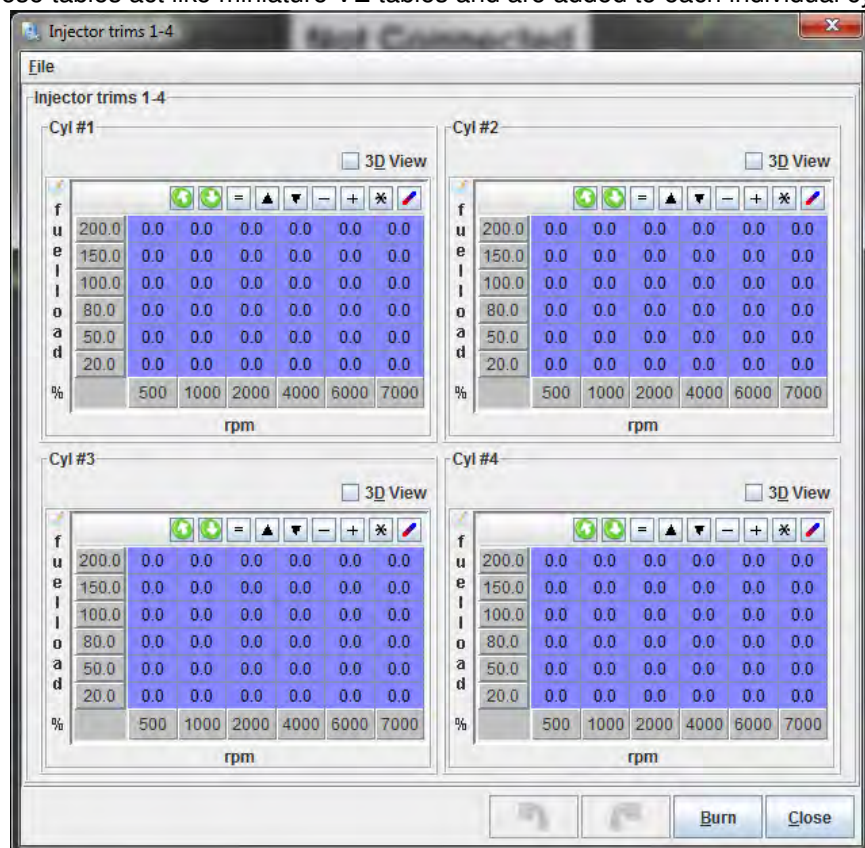 ose tables act like miniature VE tables and are added to each individual cy
Injector trims 1-4
Not Connected
File
Injector trims 1-4
Cyl #1
3D View
= ▲ ▼ - + *
fuelload
200.0 0.0 0.0 0.0 0.0 0.0 0.0
150.0 0.0 0.0 0.0 0.0 0.0 0.0
100.0 0.0 0.0 0.0 0.0 0.0 0.0
80.0 0.0 0.0 0.0 0.0 0.0 0.0
50.0 0.0 0.0 0.0 0.0 0.0 0.0
20.0 0.0 0.0 0.0 0.0 0.0 0.0
% 500 1000 2000 4000 6000 7000
rpm
Cyl #2
3D View
= ▲ ▼ - + *
fuelload
200.0 0.0 0.0 0.0 0.0 0.0 0.0
150.0 0.0 0.0 0.0 0.0 0.0 0.0
100.0 0.0 0.0 0.0 0.0 0.0 0.0
80.0 0.0 0.0 0.0 0.0 0.0 0.0
50.0 0.0 0.0 0.0 0.0 0.0 0.0
20.0 0.0 0.0 0.0 0.0 0.0 0.0
% 500 1000 2000 4000 6000 7000
rpm
Cyl #3
3D View
= ▲ ▼ - + *
fuelload
200.0 0.0 0.0 0.0 0.0 0.0 0.0
150.0 0.0 0.0 0.0 0.0 0.0 0.0
100.0 0.0 0.0 0.0 0.0 0.0 0.0
80.0 0.0 0.0 0.0 0.0 0.0 0.0
50.0 0.0 0.0 0.0 0.0 0.0 0.0
20.0 0.0 0.0 0.0 0.0 0.0 0.0
% 500 1000 2000 4000 6000 7000
rpm
Cyl #4
3D View
= ▲ ▼ - + *
fuelload
200.0 0.0 0.0 0.0 0.0 0.0 0.0
150.0 0.0 0.0 0.0 0.0 0.0 0.0
100.0 0.0 0.0 0.0 0.0 0.0 0.0
80.0 0.0 0.0 0.0 0.0 0.0 0.0
50.0 0.0 0.0 0.0 0.0 0.0 0.0
20.0 0.0 0.0 0.0 0.0 0.0 0.0
% 500 1000 2000 4000 6000 7000
rpm
Burn
Close